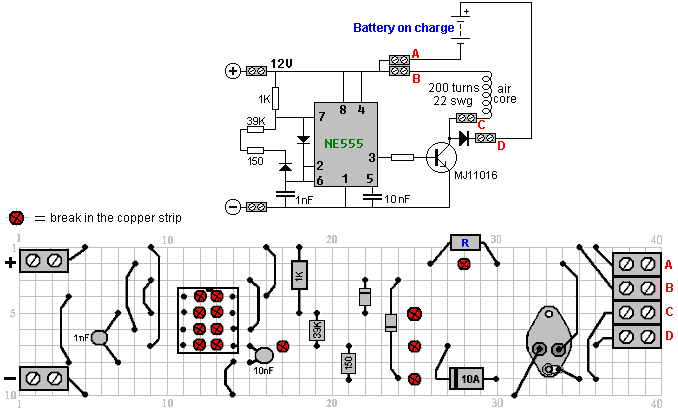 Battery on charge
+
A
B
+
12V
1K
8
4
7
39K
NE555
2
3
150
6
1
5
1nF
10nF
200 turns
22 swg
air
core
C
D
MJ11016
−
= break in the copper strip
1
10
20
30
40
+
R
A
1K
B
5
C
1nF
33K
D
10nF
150
10A
−
10
1
10
20
30
40